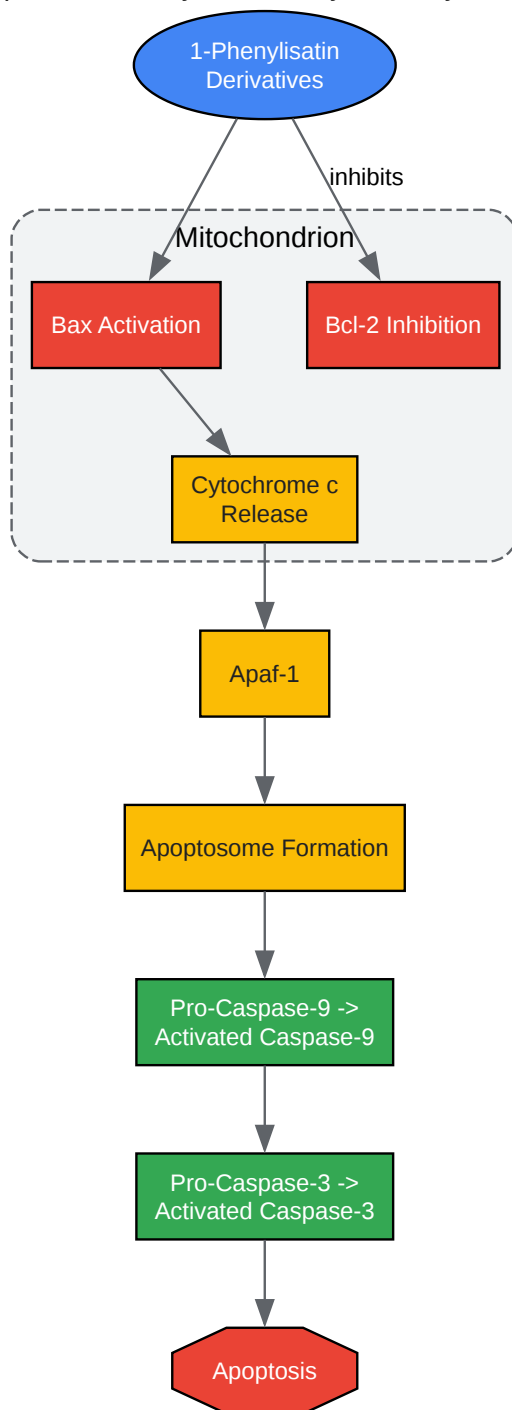 1-Phenylisatin
Derivatives
inhibits
Mitochondrion
Bax Activation
Bcl-2 Inhibition
Cytochrome c
Release
Apaf-1
Apoptosome Formation
Pro-Caspase-9 ->
Activated Caspase-9
Pro-Caspase-3 ->
Activated Caspase-3
Apoptosis